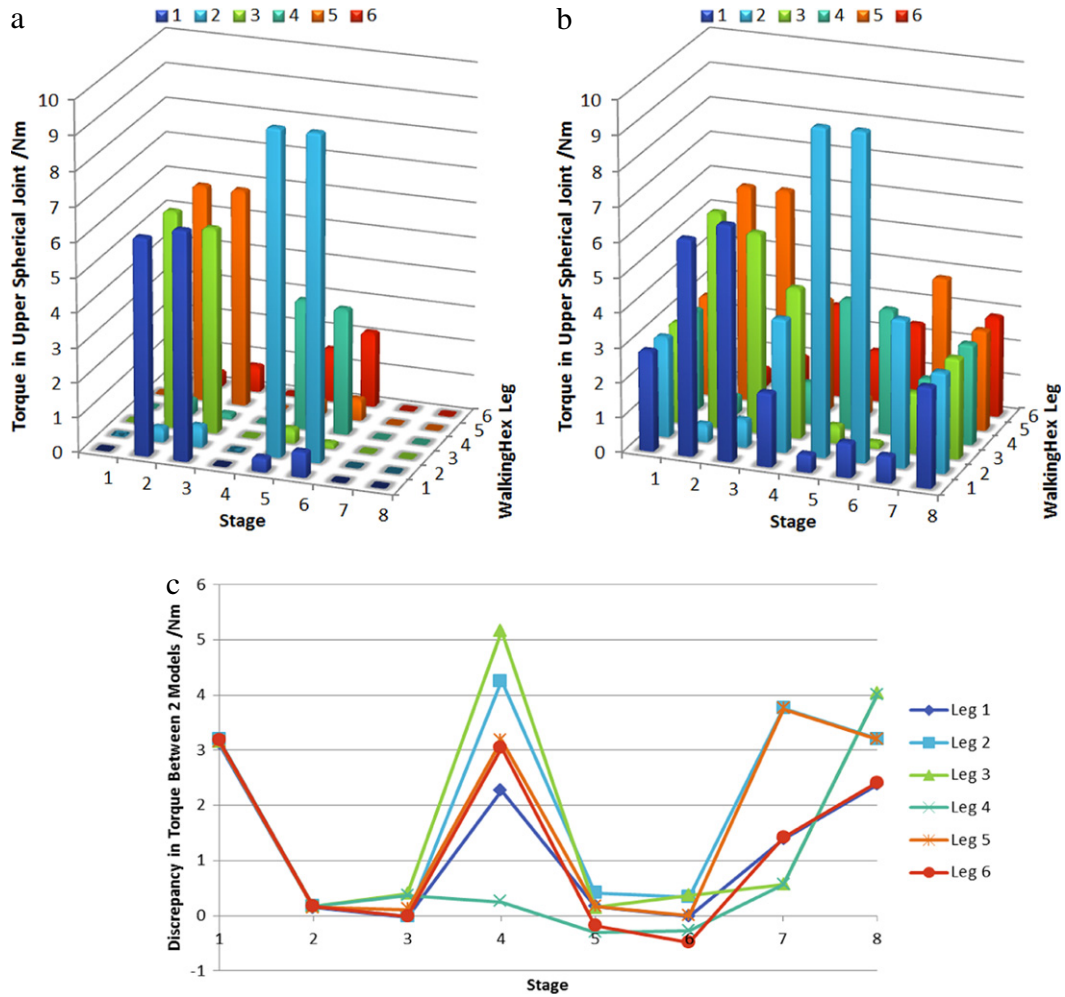 a
1 2 3 4 5 6
Torque in Upper Spherical Joint /Nm
10
9
8
7
6
5
4
3
2
1
0
1 2 3 4 5 6 7 8
Stage
1 2 3 4 5 6
WalkingHex Leg
b
1 2 3 4 5 6
Torque in Upper Spherical Joint /Nm
10
9
8
7
6
5
4
3
2
1
0
1 2 3 4 5 6 7 8
Stage
1 2 3 4 5 6
WalkingHex Leg
c
Discrepancy in Torque Between 2 Models /Nm
6
5
4
3
2
1
0
-1
1 2 3 4 5 6 7 8
Stage
Leg 1
Leg 2
Leg 3
Leg 4
Leg 5
Leg 6